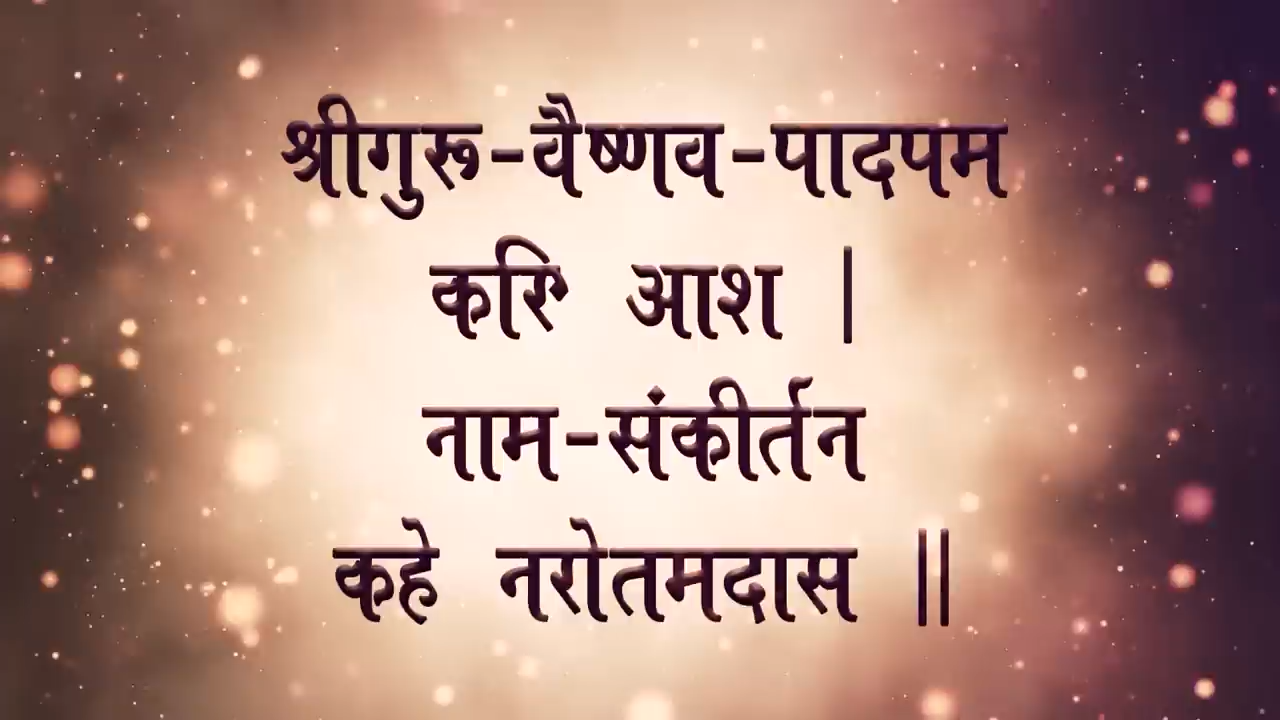 श्रीगुरू-वैष्णव-पादपम
करि आश |
नाम-संकीर्तन
कहे नरोतमदास ||